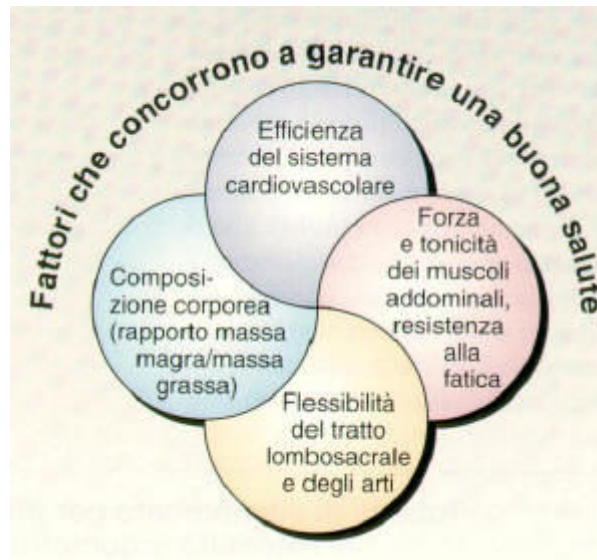 Fattori che concorrono a garantire una buona salute
Efficienza
del sistema
cardiovascolare
Forza
e tonicità
dei muscoli
addominali,
resistenza
alla
fatica
Composi-
zione corporea
(rapporto massa
magra/massa
grassa)
Flessibilità
del tratto
lombosacrale
e degli arti